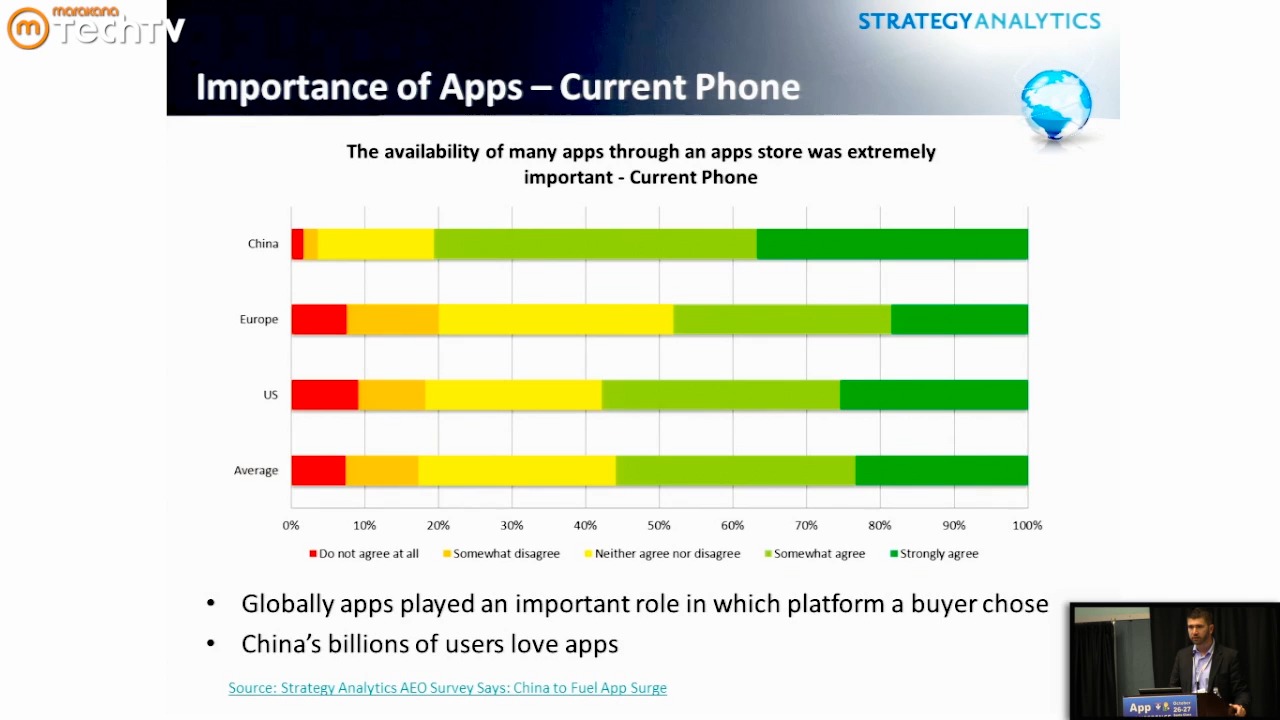 marakana
TechTV
STRATEGYANALYTICS
Importance of Apps – Current Phone
The availability of many apps through an apps store was extremely
important - Current Phone
China
Europe
US
Average
0% 10% 20% 30% 40% 50% 60% 70% 80% 90% 100%
Do not agree at all Somewhat disagree Neither agree nor disagree Somewhat agree Strongly agree
• Globally apps played an important role in which platform a buyer chose
• China's billions of users love apps
Source: Strategy Analytics AEO Survey Says: China to Fuel App Surge
App
October
26-27